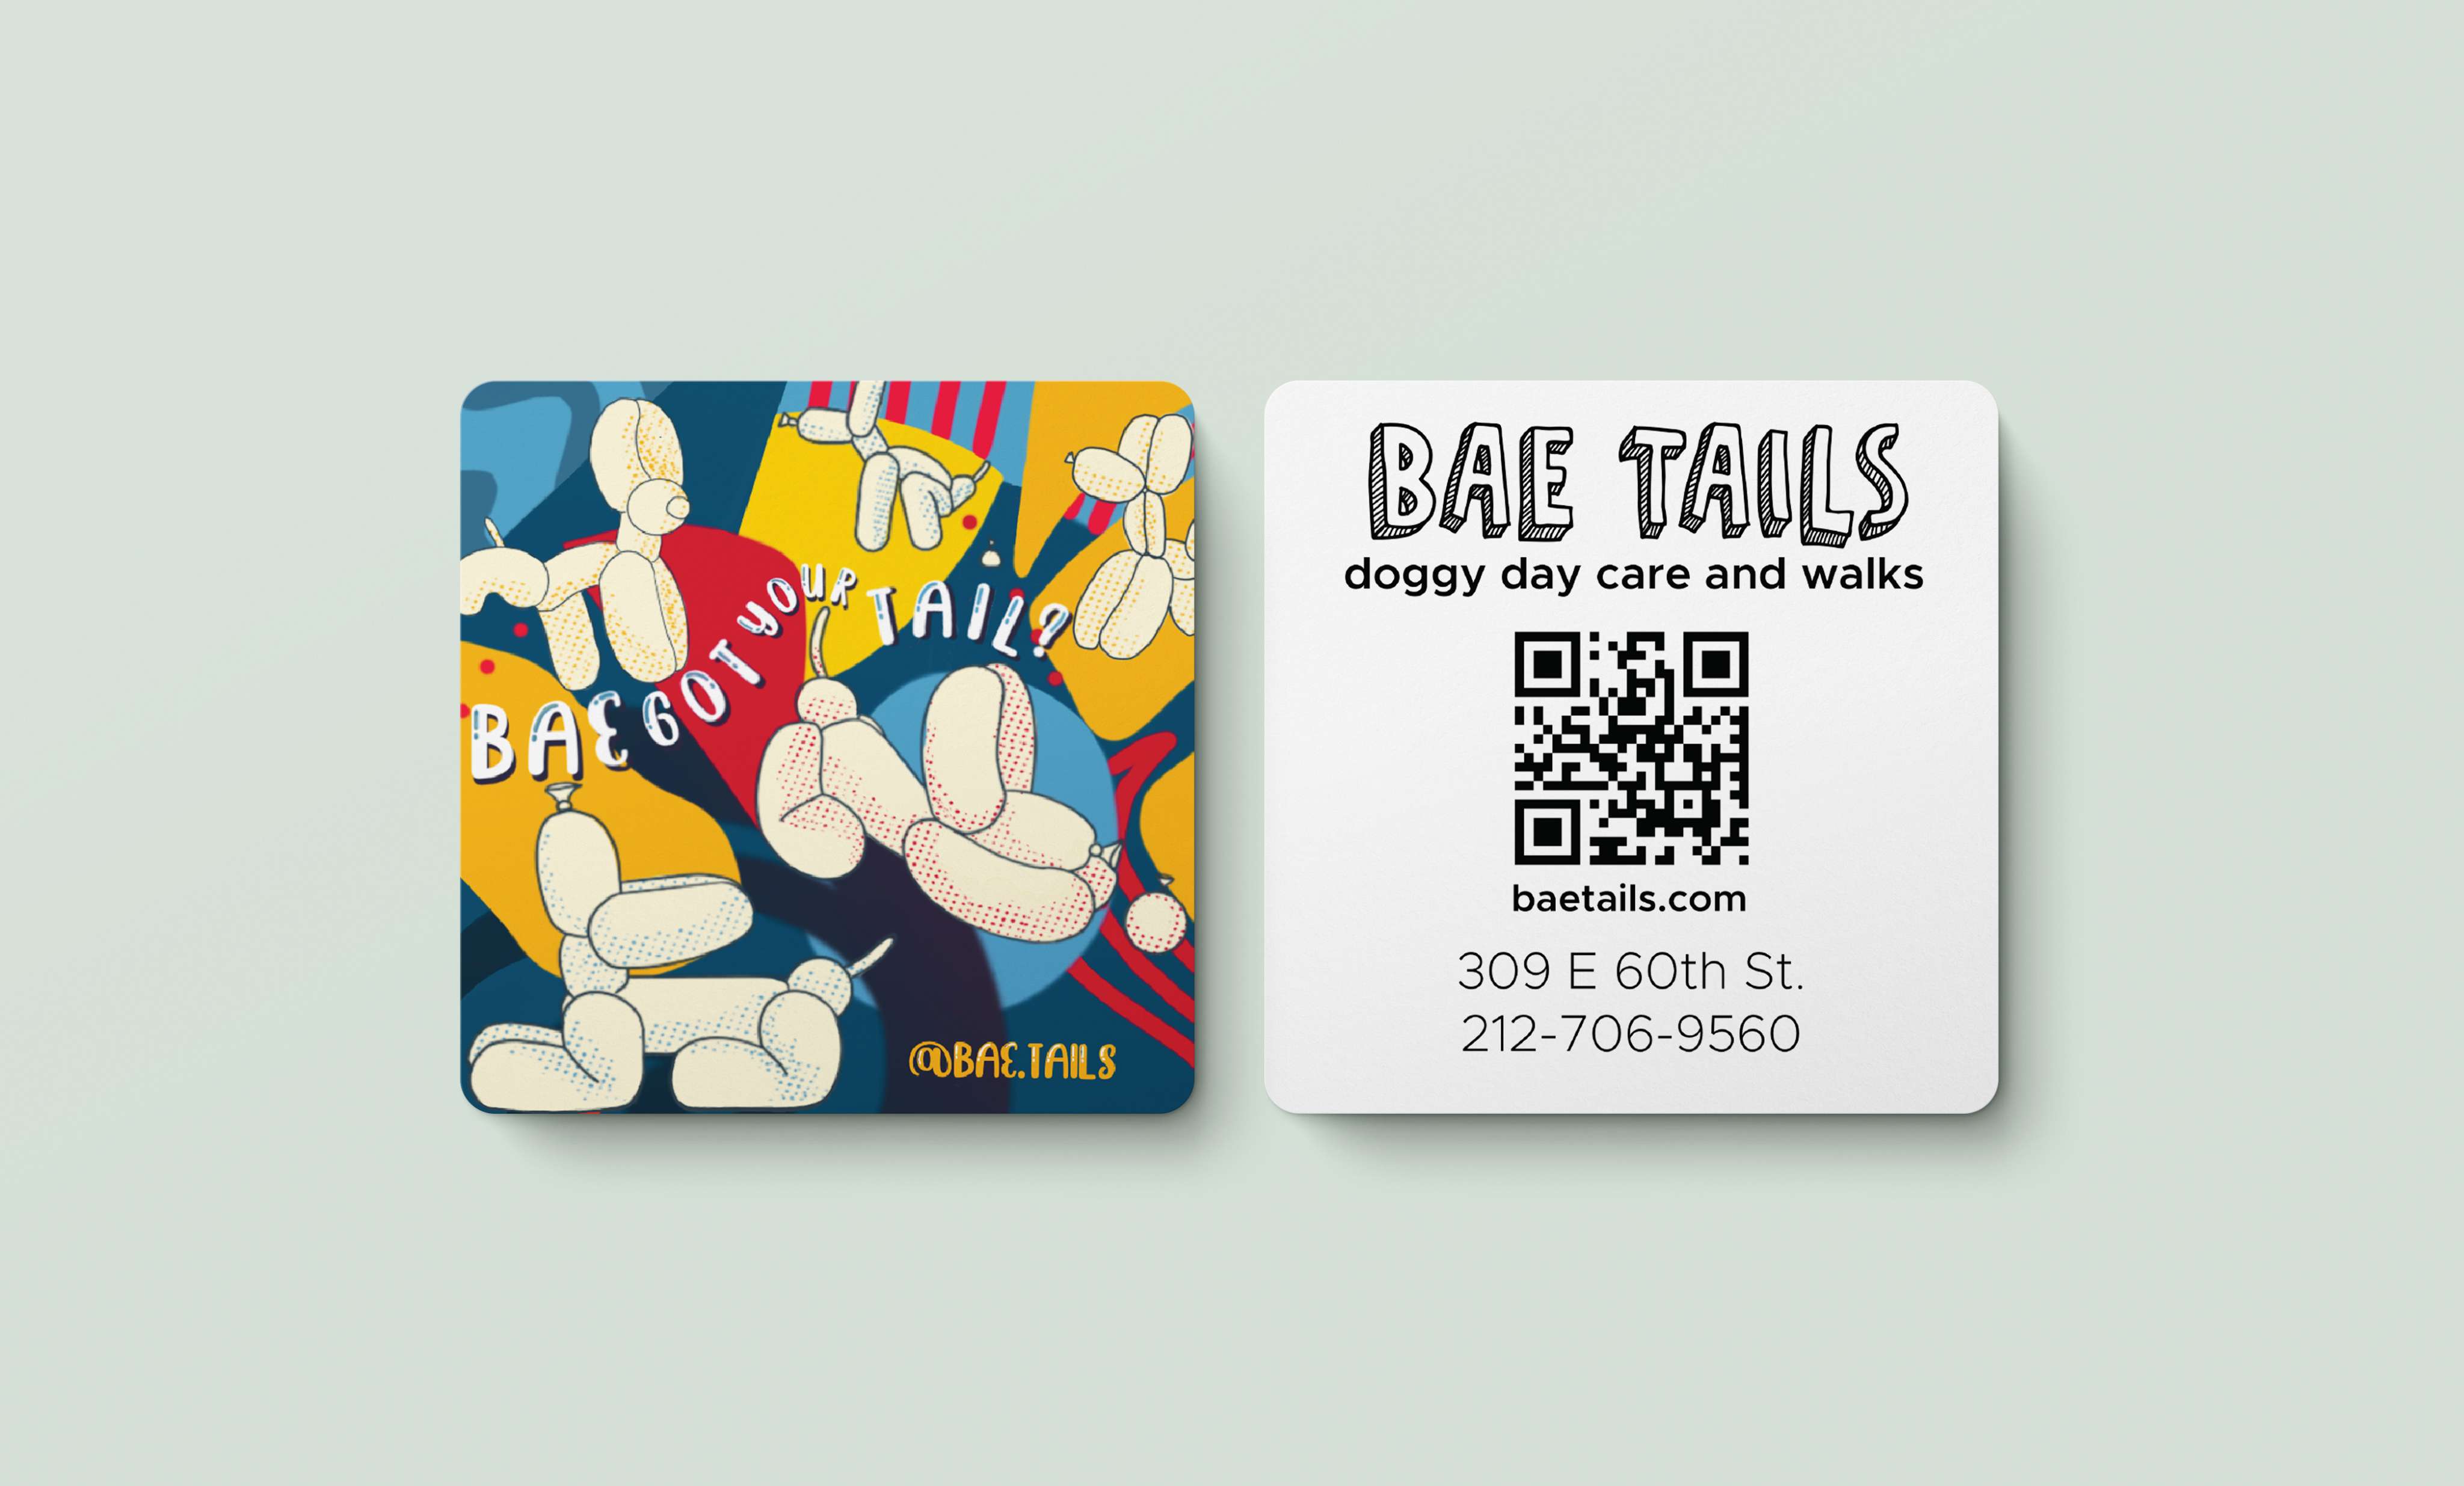 BAE GOT YOUR TAIL?
@BAE.TAILS
BAE TAILS
doggy day care and walks
baetails.com
309 E 60th St.
212-706-9560